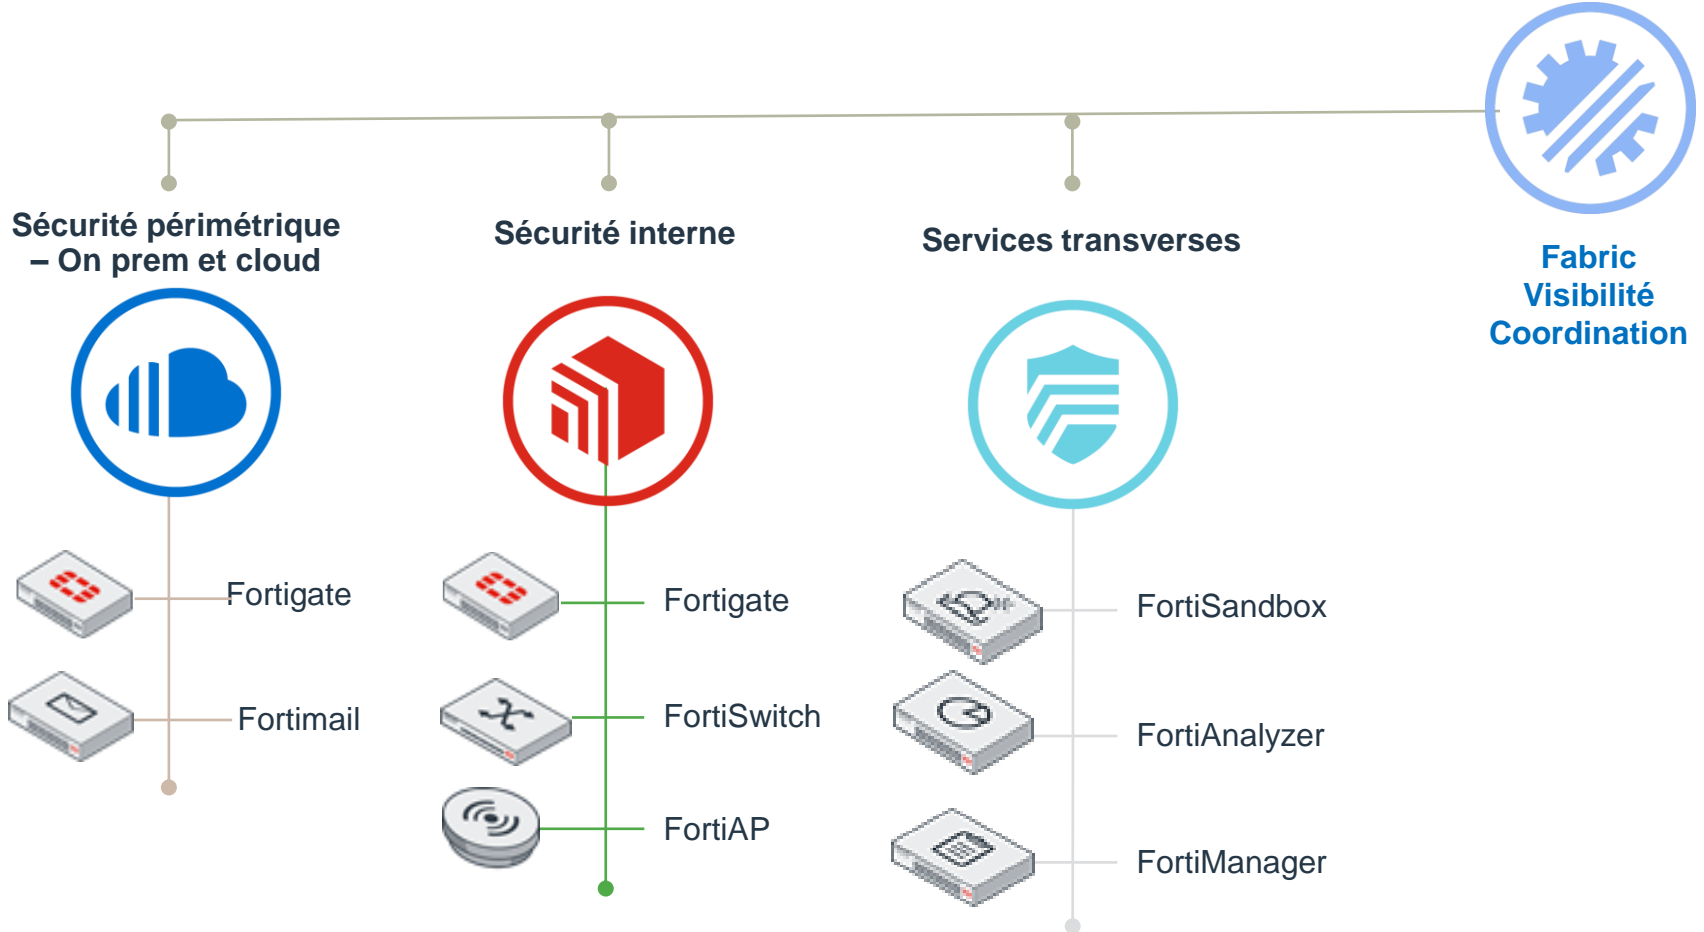 Sécurité périmétrique
– On prem et cloud
Fortigate
Fortimail
Sécurité interne
Fortigate
FortiSwitch
FortiAP
Services transverses
FortiSandbox
FortiAnalyzer
FortiManager
Fabric
Visibilité
Coordination